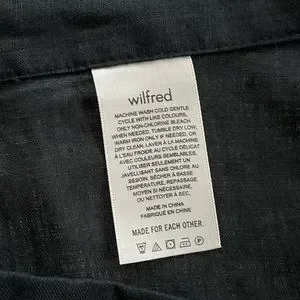 wilfred
MACHINE WASH COLD GENTLE
CYCLE WITH LIKE COLOURS,
ONLY NON-CHLORINE BLEACH
WHEN NEEDED, TUMBLE DRY LOW,
WARM IRON ONLY IF NEEDED, OR
DRY CLEAN. LAVER À LA MACHINE
À L'EAU FROIDE AU CYCLE DÉLICAT
AVEC COULEURS SEMBLABLES,
UTILISER SEULEMENT UN
JAVELLISANT SANS CHLORE AU
BESOIN, SÉCHER À BASSE
TEMPÉRATURE, REPASSAGE
MOYEN SI NÉCESSAIRE,
OU NETTOYER À SEC.
MADE IN CHINA
FABRIQUÉ EN CHINE
MADE FOR EACH OTHER.
P